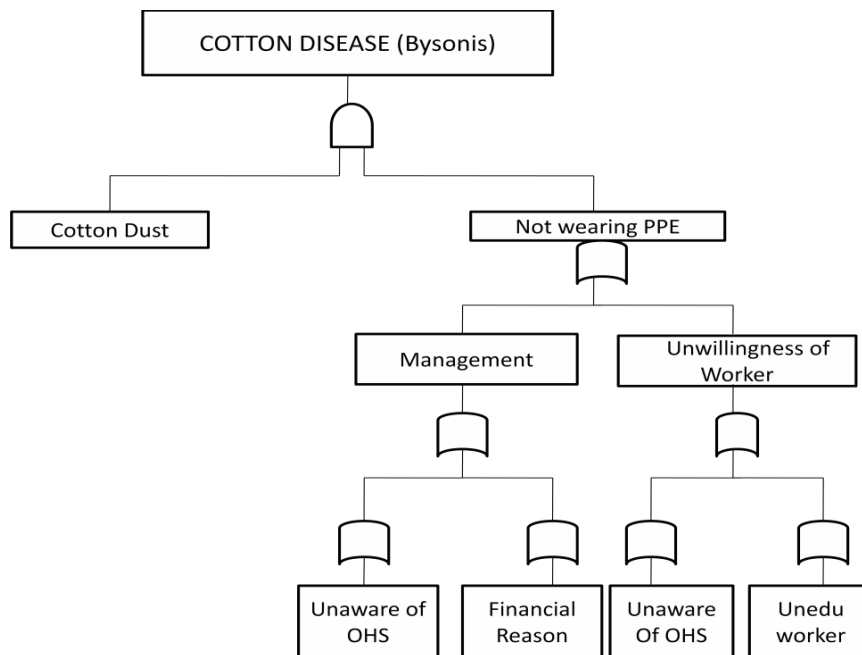 COTTON DISEASE (Bysonis)
Cotton Dust
Not wearing PPE
Management
Unwillingness of
Worker
Unaware of
OHS
Financial
Reason
Unaware
Of OHS
Unedu
worker